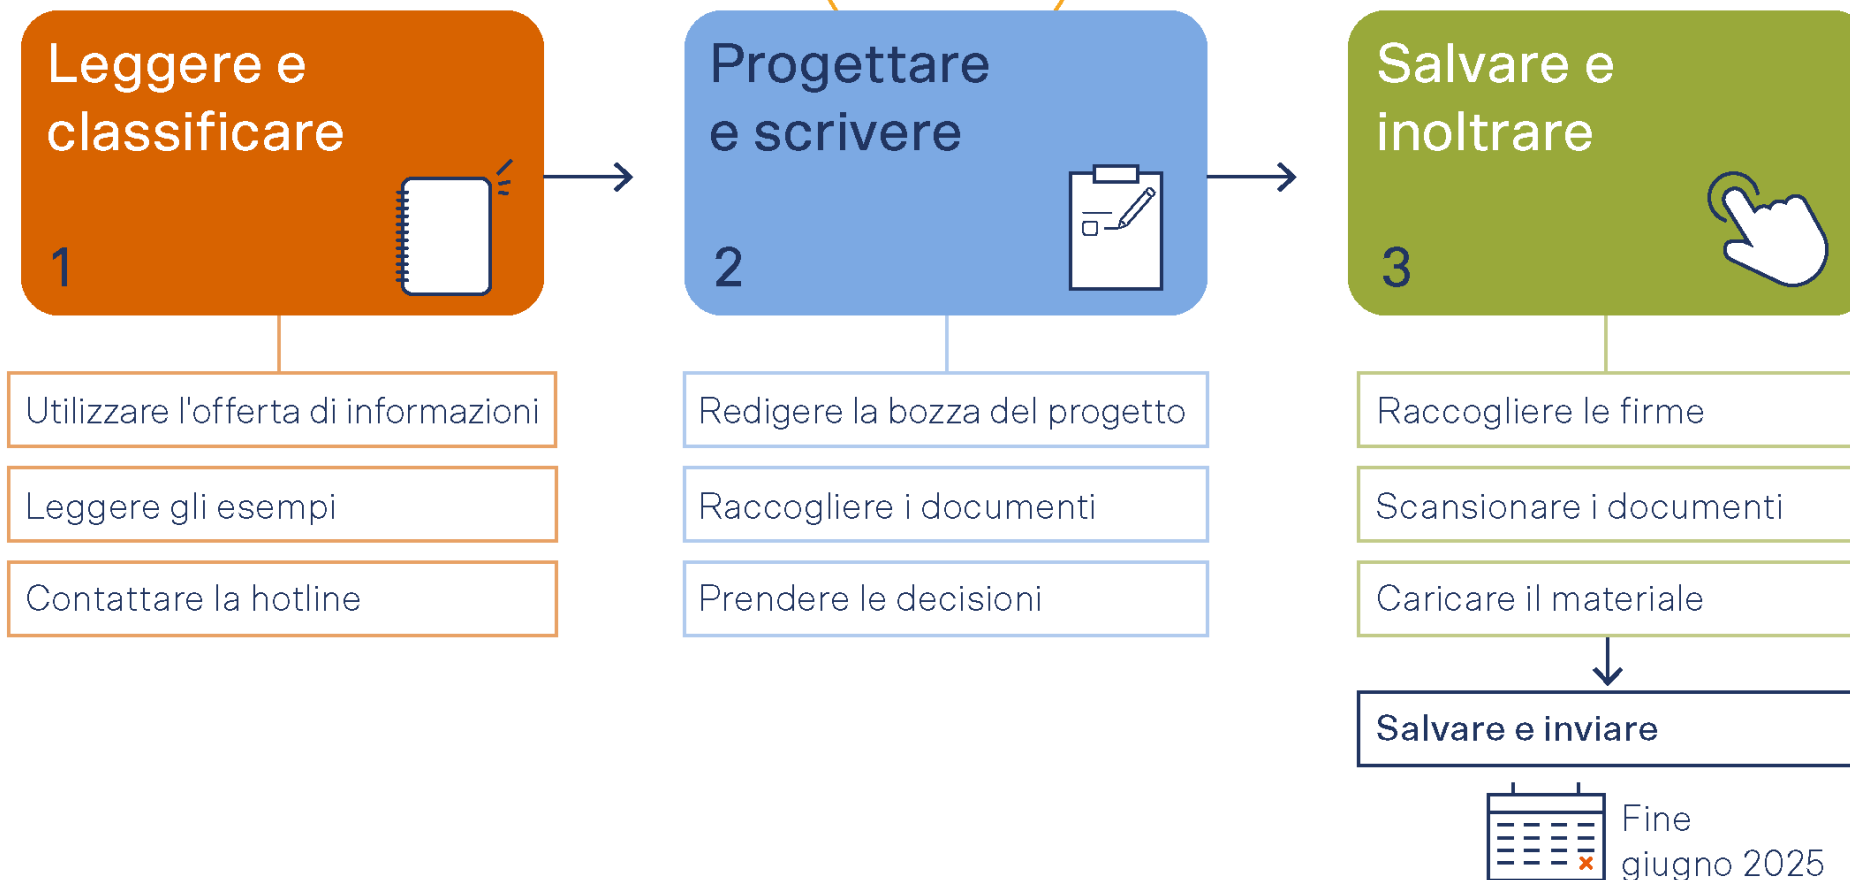 Leggere e
classificare
1
Utilizzare l'offerta di informazioni
Leggere gli esempi
Contattare la hotline
Progettare
e scrivere
2
Redigere la bozza del progetto
Raccogliere i documenti
Prendere le decisioni
Salvare e
inoltrare
3
Raccogliere le firme
Scansionare i documenti
Caricare il materiale
Salvare e inviare
Fine
giugno 2025